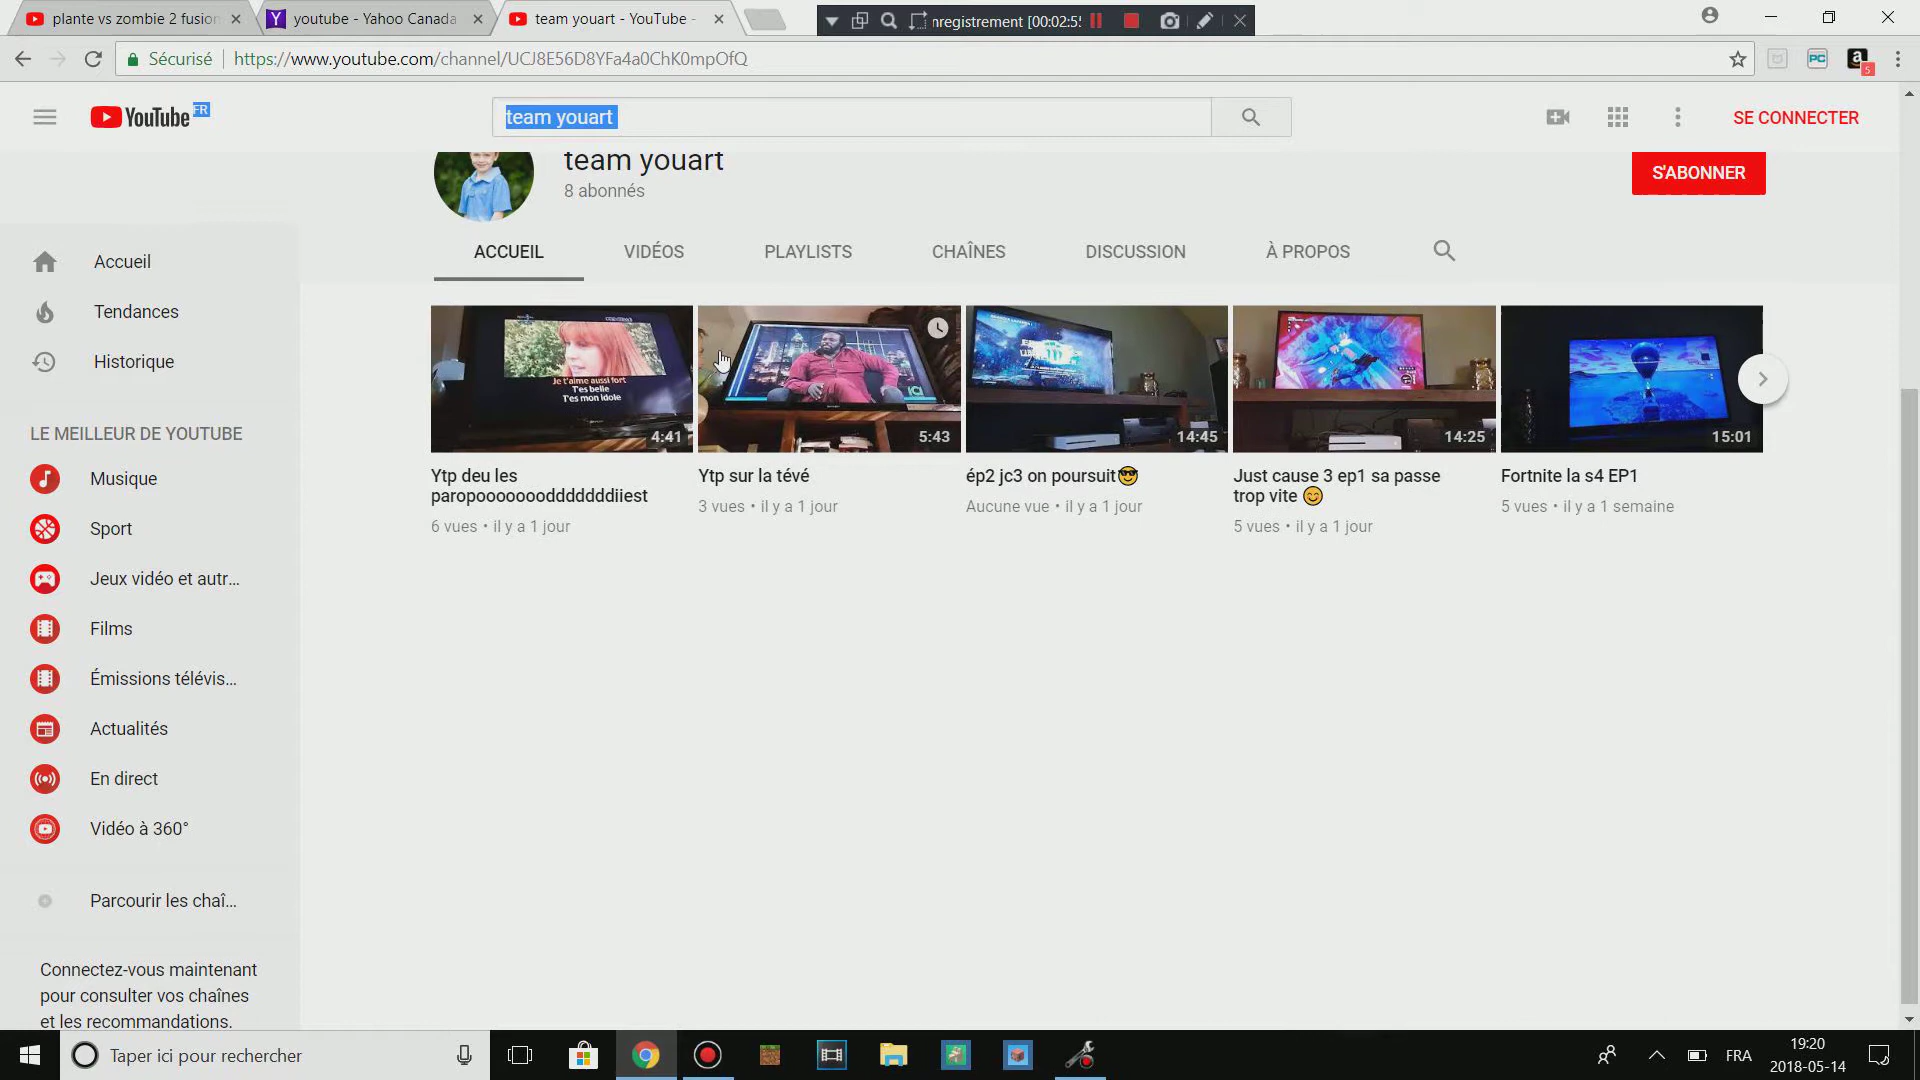 plante vs zombie 2 fusion
youtube - Yahoo Canada
team youart - YouTube -
nregistrement [00:02:55
Sécurisé
https://www.youtube.com/channel/UCJ8E56D8YFa4a0ChK0mpOfQ
PC
a
5
YouTube FR
team youart
SE CONNECTER
team youart
8 abonnés
S'ABONNER
ACCUEIL
VIDÉOS
PLAYLISTS
CHAÎNES
DISCUSSION
À PROPOS
Accueil
Tendances
Historique
LE MEILLEUR DE YOUTUBE
Musique
Sport
Jeux vidéo et autr...
Films
Émissions télévis...
Actualités
En direct
Vidéo à 360°
Parcourir les chaî...
Connectez-vous maintenant
pour consulter vos chaînes
et les recommandations.
Je t'aime aussi fort
T'es belle
T'es mon idole
4:41
Ytp deu les
paropooooooodddddddiiest
6 vues • il y a 1 jour
5:43
Ytp sur la tévé
3 vues • il y a 1 jour
14:45
ép2 jc3 on poursuit😎
Aucune vue • il y a 1 jour
14:25
Just cause 3 ep1 sa passe
trop vite 😊
5 vues • il y a 1 jour
15:01
Fortnite la s4 EP1
5 vues • il y a 1 semaine
Taper ici pour rechercher
FRA
19:20
2018-05-14